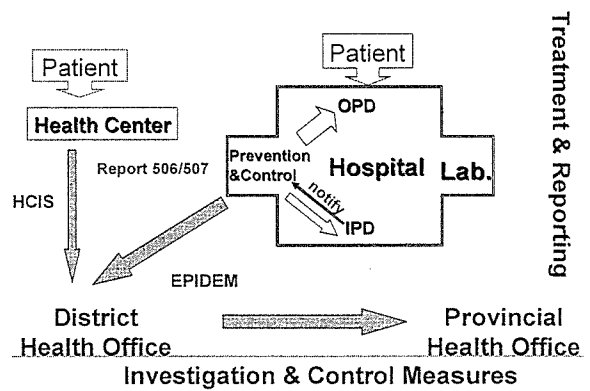 Patient
Patient
Treatment & Reporting
Health Center
OPD
Report 506/507
Prevention
&Control
Hospital
Lab.
HCIS
notify
IPD
EPIDEM
District
Health Office
Provincial
Health Office
Investigation & Control Measures